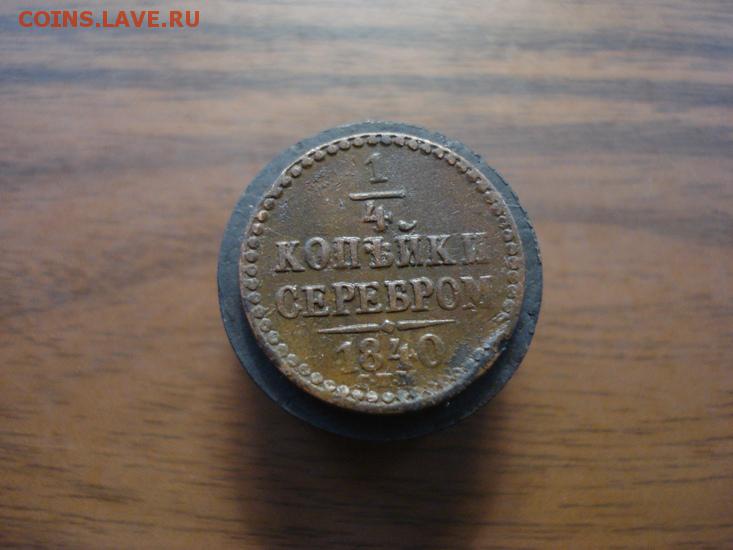 COINS.LAVE.RU
1
4
КОПѢЙКИ
СЕРЕБРОМ
1840